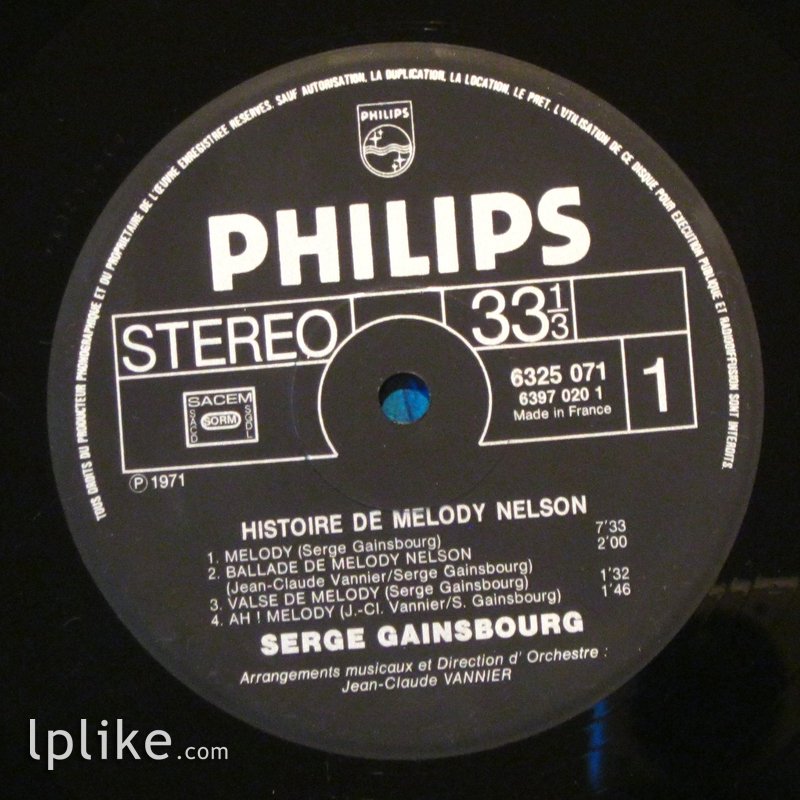 TOUS DROITS DU PRODUCTEUR PHONOGRAPHIQUE ET DU PROPRIETAIRE DE L'ŒUVRE ENREGISTREE RESERVES. SAUF AUTORISATION, LA DUPLICATION, LA LOCATION, LE PRET, L'UTILISATION DE CE DISQUE POUR EXECUTION PUBLIQUE ET RADIODIFFUSION SONT INTERDITS.
PHILIPS
PHILIPS
STEREO
33 1/3
SACEM
SACD
SORM
SGDL
6325 071
6397 020 1
Made in France
1
Ⓟ 1971
HISTOIRE DE MELODY NELSON
1. MELODY (Serge Gainsbourg) 7'33
2. BALLADE DE MELODY NELSON 2'00
(Jean-Claude Vannier/Serge Gainsbourg)
3. VALSE DE MELODY (Serge Gainsbourg) 1'32
4. AH ! MELODY (J.-Cl. Vannier/S. Gainsbourg) 1'46
SERGE GAINSBOURG
Arrangements musicaux et Direction d' Orchestre :
Jean-Claude VANNIER
lplike.com